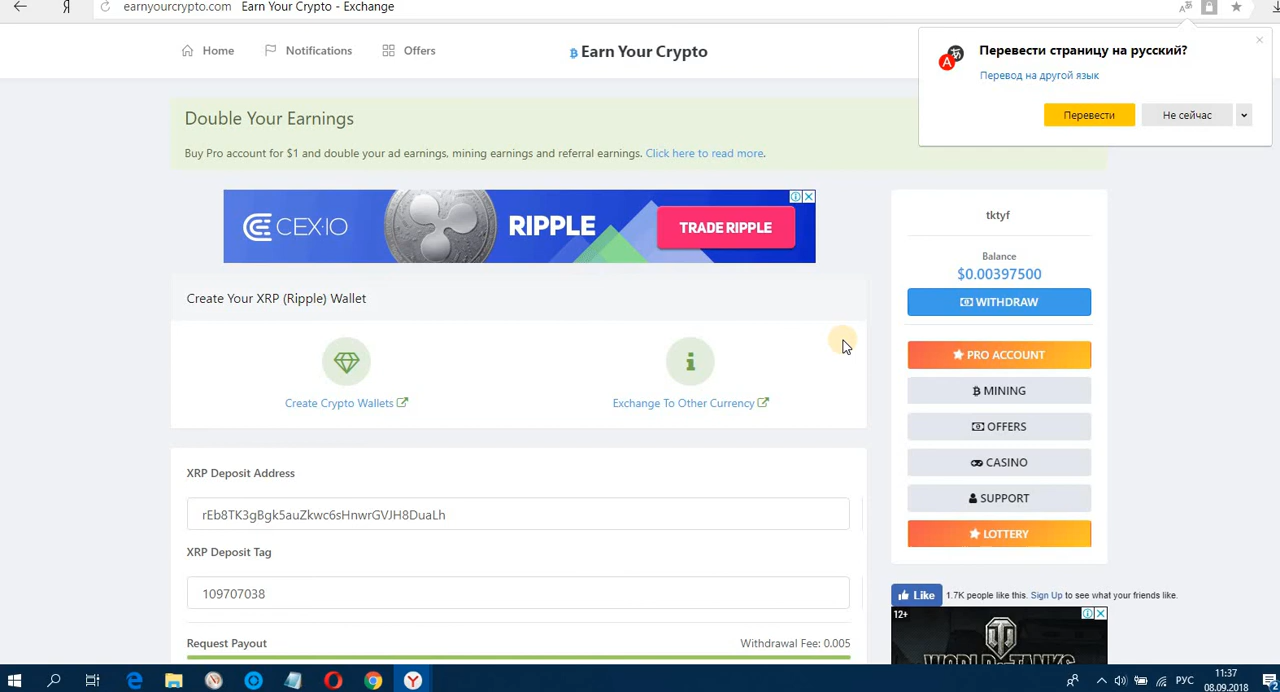 Я earnyourcrypto.com Earn Your Crypto - Exchange
Home Notifications Offers
Earn Your Crypto
Перевести страницу на русский?
Перевод на другой язык
Перевести Не сейчас
Double Your Earnings
Buy Pro account for $1 and double your ad earnings, mining earnings and referral earnings. Click here to read more.
CEX.IO RIPPLE TRADE RIPPLE
tktyf
Balance
$0.00397500
WITHDRAW
Create Your XRP (Ripple) Wallet
Create Crypto Wallets
Exchange To Other Currency
PRO ACCOUNT
MINING
OFFERS
CASINO
SUPPORT
LOTTERY
XRP Deposit Address
rEb8TK3gBgk5auZkwc6sHnwrGVJH8DuaLh
XRP Deposit Tag
109707038
Request Payout Withdrawal Fee: 0.005
Like 1.7K people like this. Sign Up to see what your friends like.
12+
WORLD OF TANKS
РУС
11:37
08.09.2018